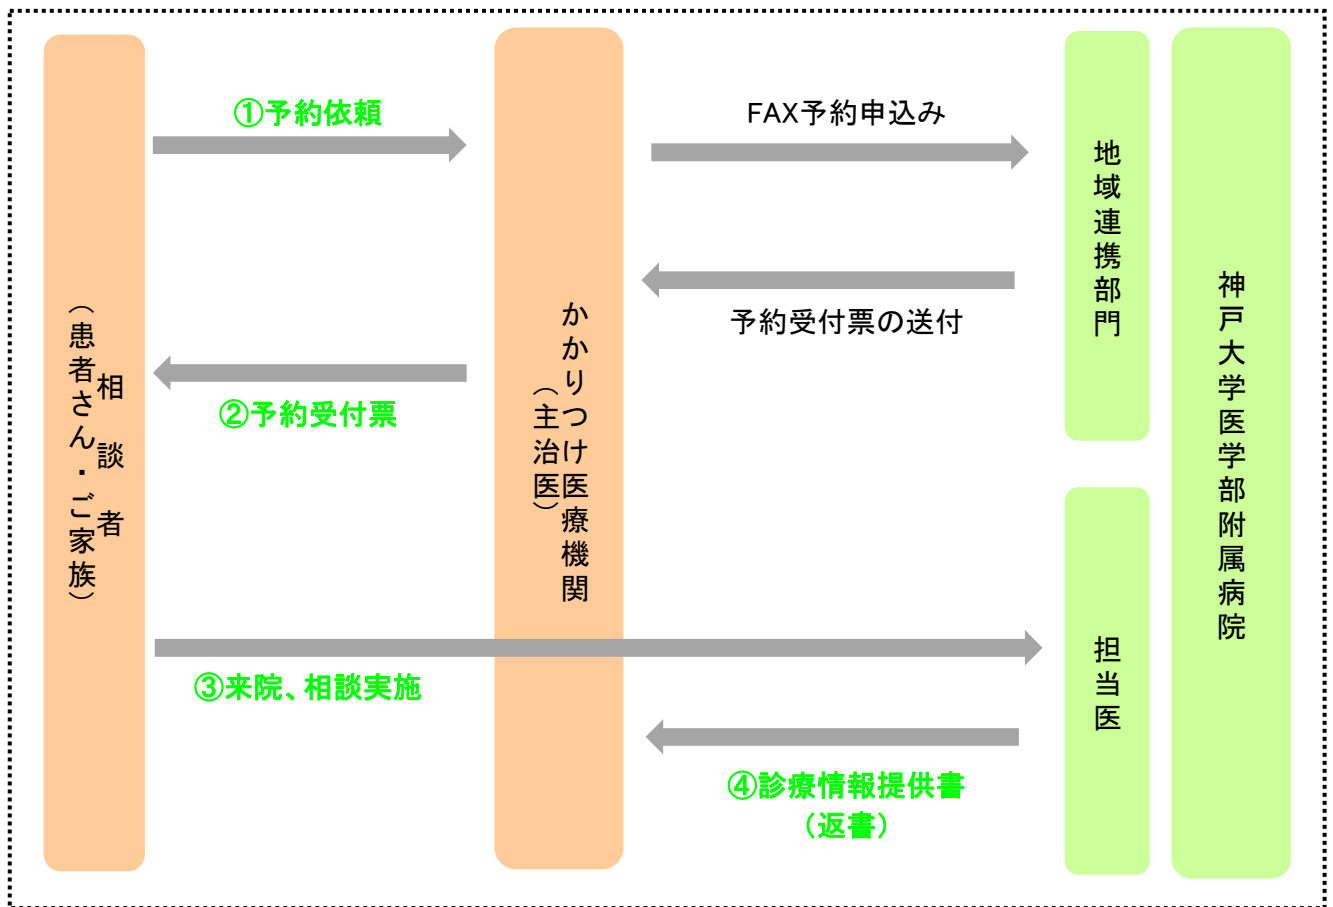 ①予約依頼
FAX予約申込み
予約受付票の送付
②予約受付票
③来院、相談実施
④診療情報提供書
（返書）
相談者
（患者さん・ご家族）
かかりつけ医療機関
（主治医）
地域連携部門
担当医
神戸大学医学部附属病院